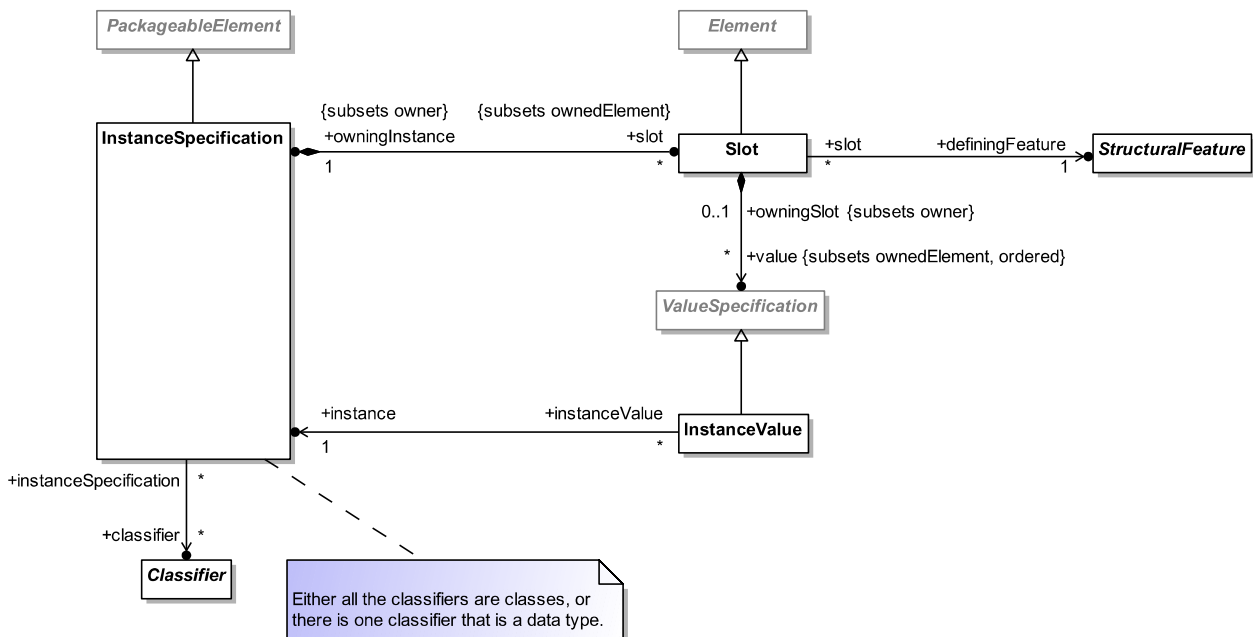 PackageableElement
Element
{subsets owner}
{subsets ownedElement}
InstanceSpecification
+owningInstance
+slot
1
*
Slot
+slot
*
+definingFeature
1
StructuralFeature
0..1
+owningSlot {subsets owner}
*
+value {subsets ownedElement, ordered}
ValueSpecification
+instance
+instanceValue
1
*
InstanceValue
+instanceSpecification
*
+classifier
*
Classifier
Either all the classifiers are classes, or
there is one classifier that is a data type.